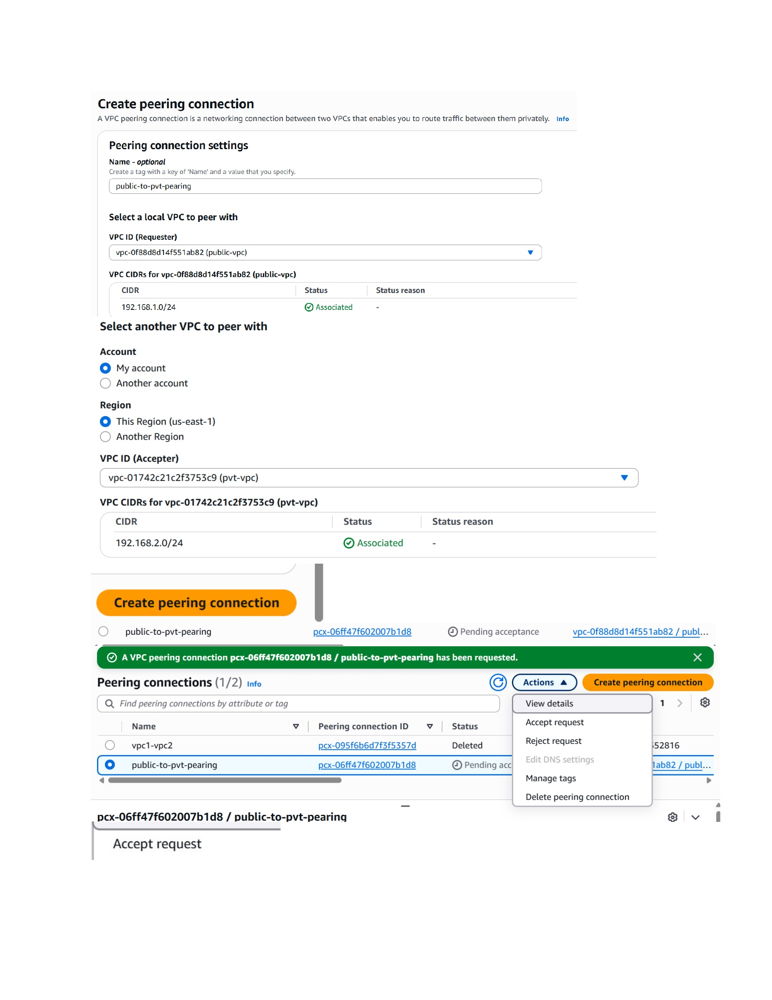 Create peering connection
A VPC peering connection is a networking connection between two VPCs that enables you to route traffic between them privately. Info
Peering connection settings
Name - optional
Create a tag with a key of 'Name' and a value that you specify.
public-to-pvt-pearing
Select a local VPC to peer with
VPC ID (Requester)
vpc-0f88d8d14f551ab82 (public-vpc)
VPC CIDRs for vpc-0f88d8d14f551ab82 (public-vpc)
CIDR Status Status reason
192.168.1.0/24 Associated -
Select another VPC to peer with
Account
My account
Another account
Region
This Region (us-east-1)
Another Region
VPC ID (Accepter)
vpc-01742c21c2f3753c9 (pvt-vpc)
VPC CIDRs for vpc-01742c21c2f3753c9 (pvt-vpc)
CIDR Status Status reason
192.168.2.0/24 Associated -
Create peering connection
public-to-pvt-pearing pcx-06ff47f602007b1d8 Pending acceptance vpc-0f88d8d14f551ab82 / publ...
A VPC peering connection pcx-06ff47f602007b1d8 / public-to-pvt-pearing has been requested.
Peering connections (1/2) Info Actions Create peering connection
Find peering connections by attribute or tag View details 1
Accept request
Name Peering connection ID Status
Reject request
vpc1-vpc2 pcx-095f6b6d7f3f5357d Deleted 52816
Edit DNS settings
public-to-pvt-pearing pcx-06ff47f602007b1d8 Pending acc 1ab82 / publ...
Manage tags
Delete peering connection
pcx-06ff47f602007b1d8 / public-to-pvt-pearing
Accept request